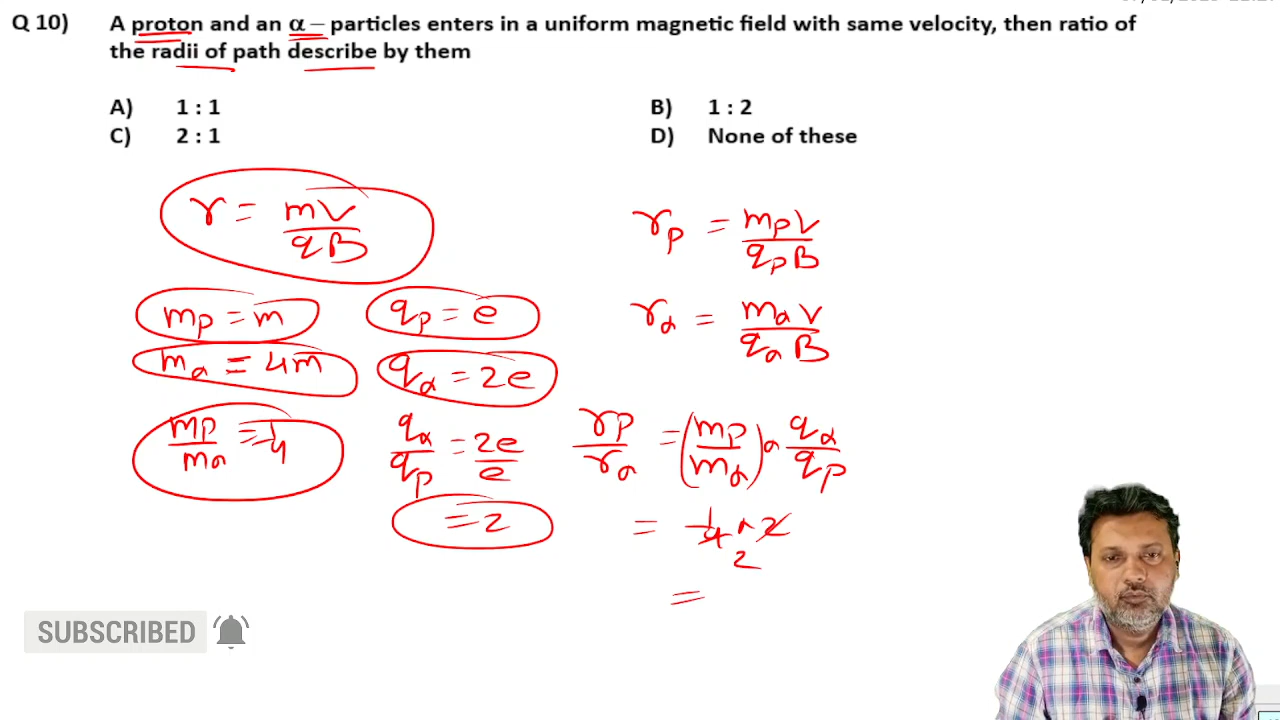 Q 10) A proton and an α – particles enters in a uniform magnetic field with same velocity, then ratio of
the radii of path describe by them
A) 1 : 1
B) 1 : 2
C) 2 : 1
D) None of these
r = mv/qB
mp = m
qp = e
mα = 4m
qα = 2e
mp/mα = 1/4
qα/qp = 2e/e
= 2
rp = mpv/qpB
rα = mαv/qαB
rp/rα = (mp/mα) × qα/qp
= 1/4 × 2
2
=
SUBSCRIBED